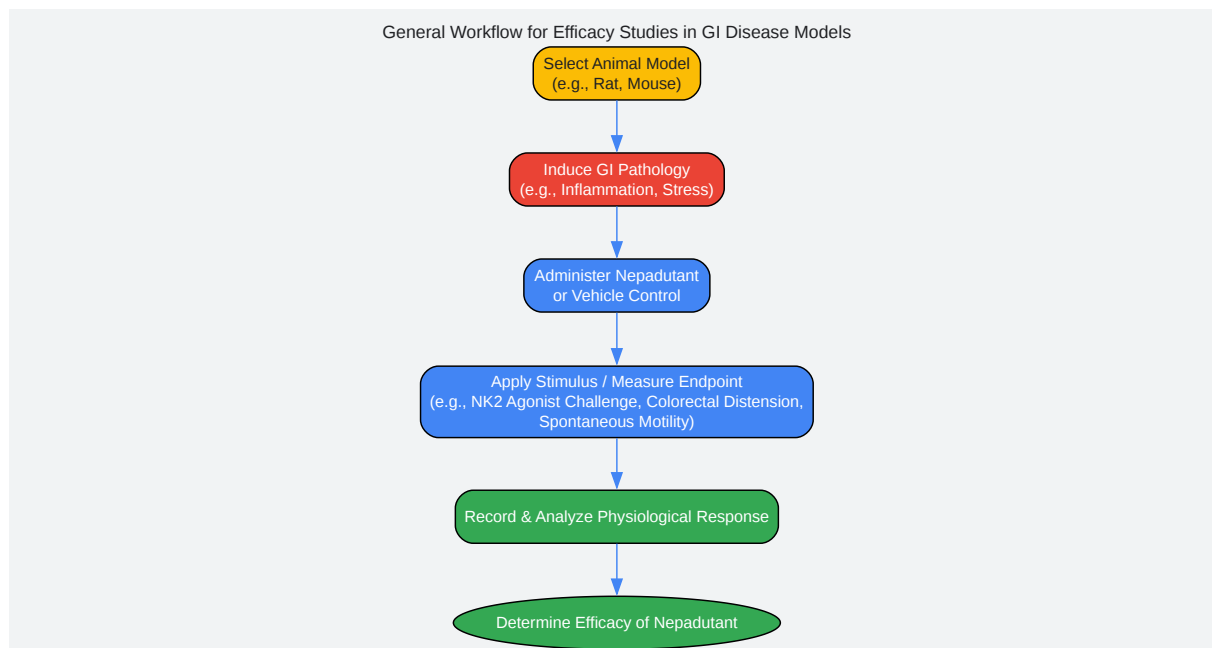 General Workflow for Efficacy Studies in GI Disease Models
Select Animal Model
(e.g., Rat, Mouse)
Induce GI Pathology
(e.g., Inflammation, Stress)
Administer Nepadutant
or Vehicle Control
Apply Stimulus / Measure Endpoint
(e.g., NK2 Agonist Challenge, Colorectal Distension,
Spontaneous Motility)
Record & Analyze Physiological Response
Determine Efficacy of Nepadutant